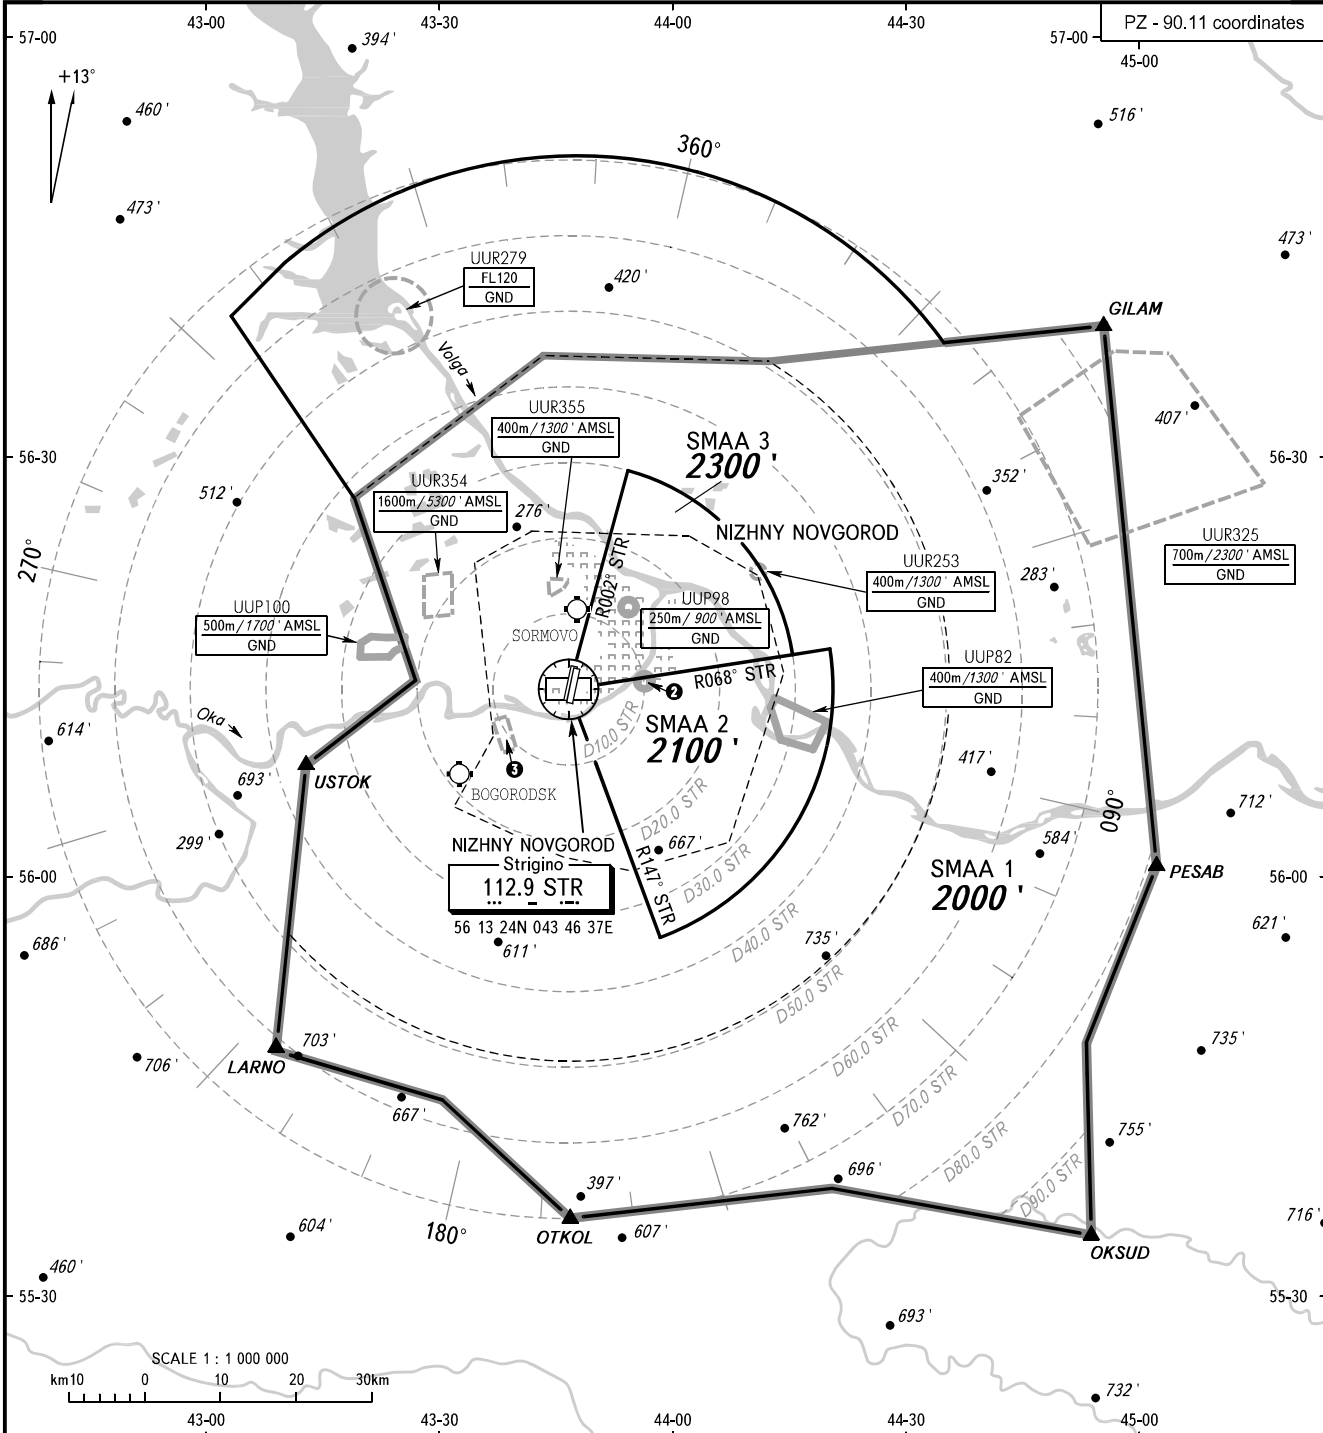 43-00
43-30
44-00
44-30
PZ - 90.11 coordinates
57-00
57-00
45-00
394'
+13°
460'
516'
360°
473'
473'
UUR279
FL120
GND
420'
GILAM
Volga
407'
UUR355
400m/1300' AMSL
GND
SMAA 3
2300'
56-30
56-30
UUR354
1600m/5300' AMSL
GND
512'
352'
276'
NIZHNY NOVGOROD
UUR325
700m/2300' AMSL
GND
270°
R002° STR
UUR253
400m/1300' AMSL
GND
283'
UUP100
500m/1700' AMSL
GND
UUP98
250m/900' AMSL
GND
SORMOVO
UUP82
400m/1300' AMSL
GND
R068° STR
2
SMAA 2
2100'
Oka
614'
D10.0 STR
3
USTOK
693'
417'
BOGORODSK
712'
090°
D20.0 STR
299'
NIZHNY NOVGOROD
Strigino
112.9 STR
56 13 24N 043 46 37E
667'
R147° STR
D30.0 STR
584'
SMAA 1
2000'
PESAB
56-00
56-00
686'
611'
D40.0 STR
735'
621'
D50.0 STR
703'
LARNO
706'
D60.0 STR
735'
667'
D70.0 STR
762'
755'
D80.0 STR
696'
D90.0 STR
397'
604'
180°
OTKOL
607'
716'
OKSUD
460'
55-30
55-30
693'
SCALE 1 : 1 000 000
km10
0
10
20
30km
732'
43-00
43-30
44-00
44-30
45-00